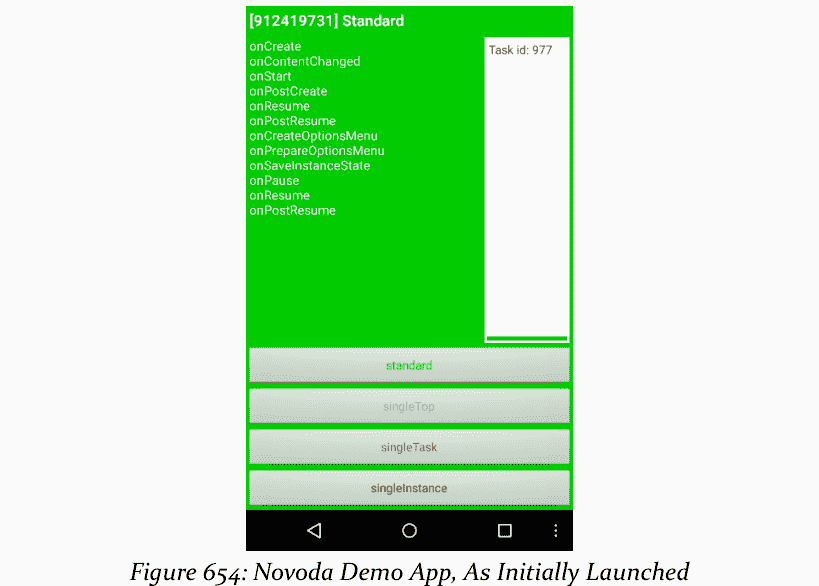 [912419731] Standard
onCreate
onContentChanged
onStart
onPostCreate
onResume
onPostResume
onCreateOptionsMenu
onPrepareOptionsMenu
onSaveInstanceState
onPause
onResume
onPostResume
Task id: 977
standard
singleTop
singleTask
singleInstance
Figure 654: Novoda Demo App, As Initially Launched